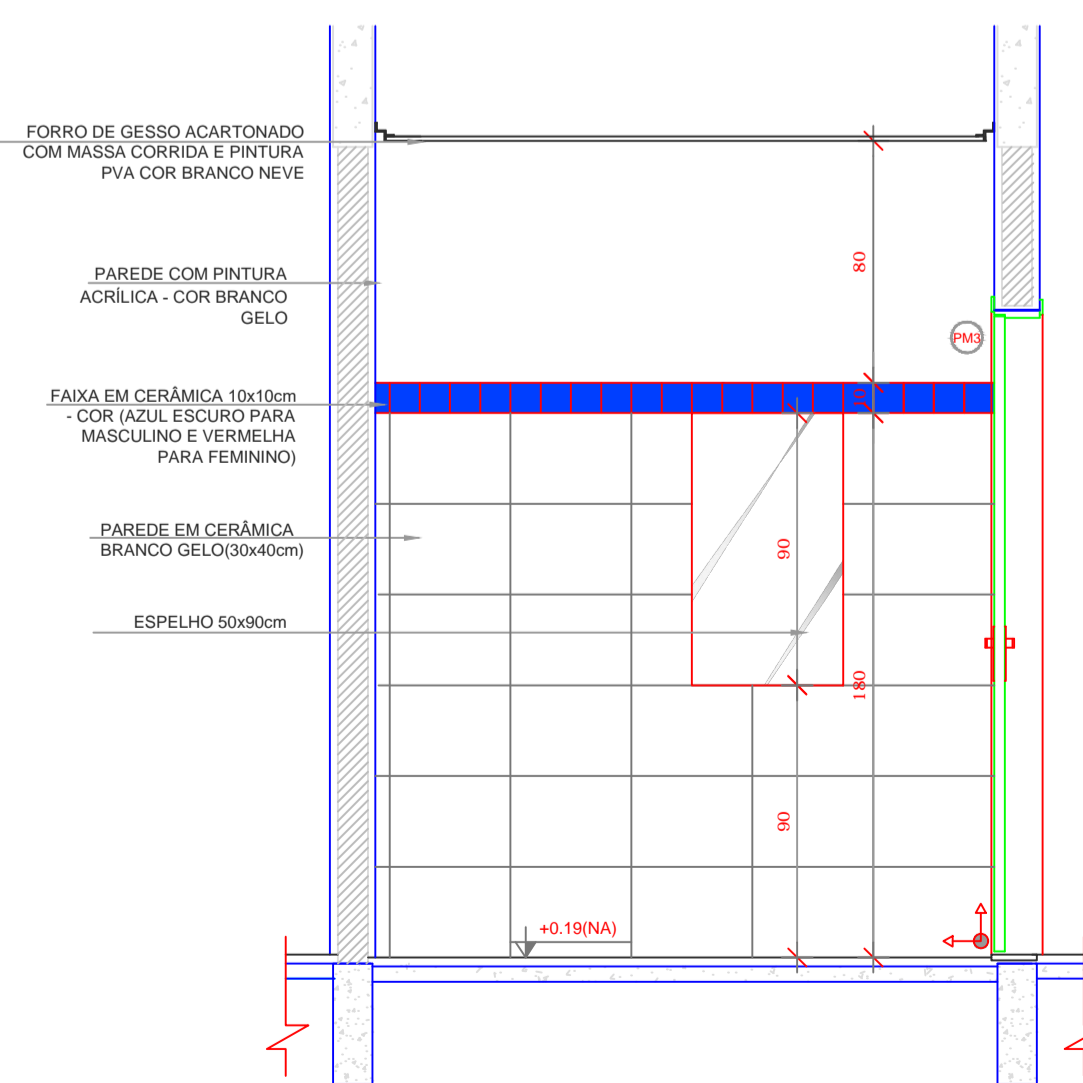 FORRO DE GESSO ACARTONADO
COM MASSA CORRIDA E PINTURA
PVA COR BRANCO NEVE
80
PAREDE COM PINTURA
ACRÍLICA - COR BRANCO
GELO
PM3
FAIXA EM CERÂMICA 10x10cm
- COR (AZUL ESCURO PARA
MASCULINO E VERMELHA
PARA FEMININO)
10
PAREDE EM CERÂMICA
BRANCO GELO(30x40cm)
90
ESPELHO 50x90cm
180
90
+0.19(NA)